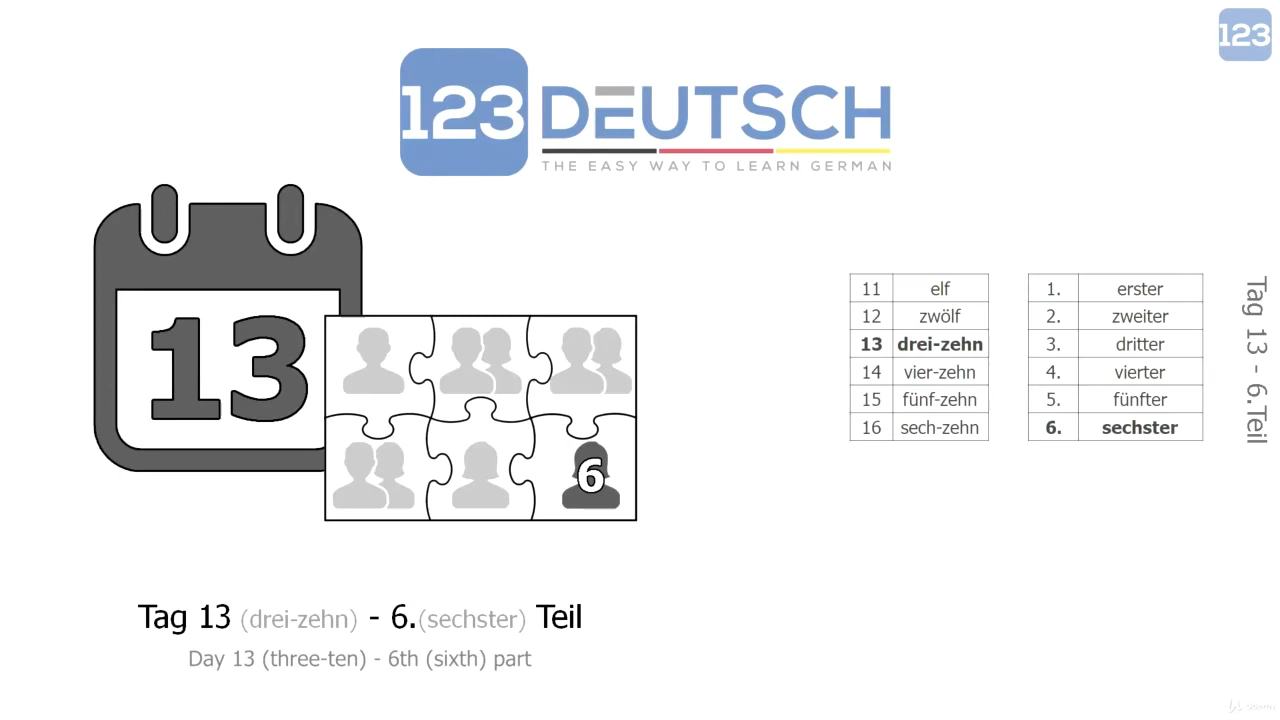 123
123 DEUTSCH
THE EASY WAY TO LEARN GERMAN
13
6
11 elf
12 zwölf
13 drei-zehn
14 vier-zehn
15 fünf-zehn
16 sech-zehn
1. erster
2. zweiter
3. dritter
4. vierter
5. fünfter
6. sechster
Tag 13 - 6.Teil
Tag 13 (drei-zehn) - 6.(sechster) Teil
Day 13 (three-ten) - 6th (sixth) part